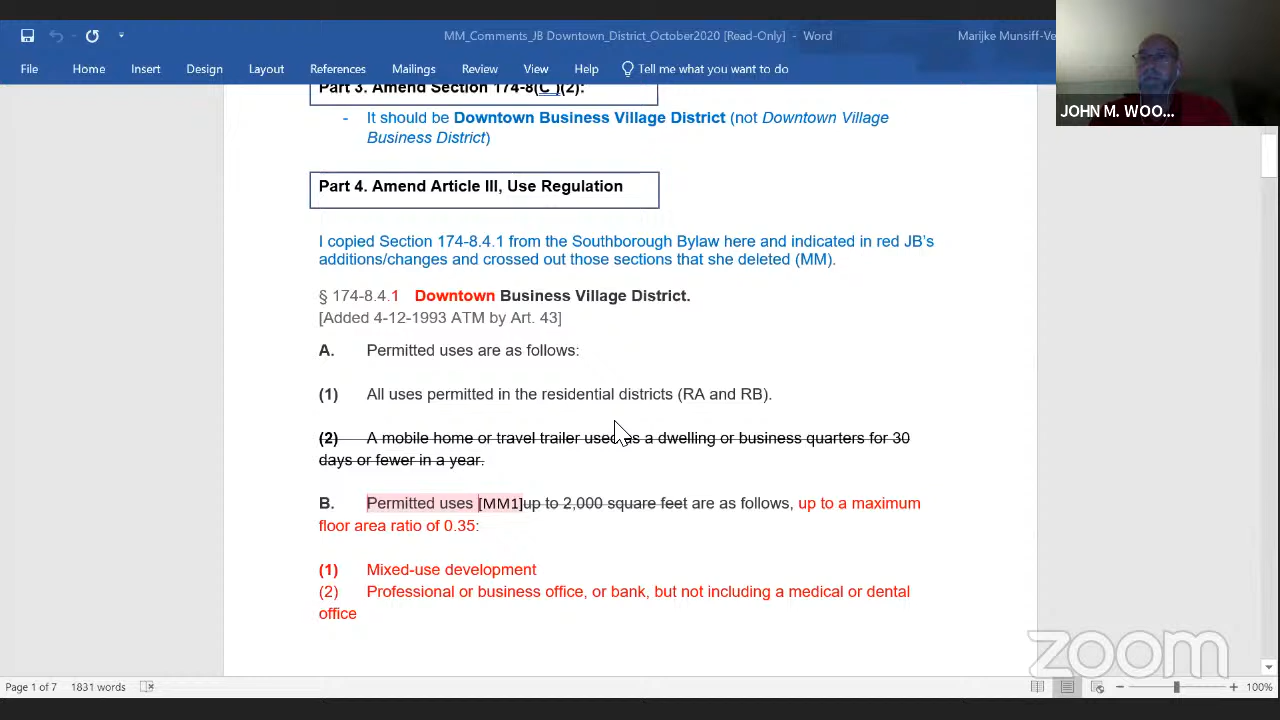 MM_Comments_JB Downtown_District_October2020 [Read-Only] - Word
Marijke Munsiff-Ve
File Home Insert Design Layout References Mailings Review View Help Tell me what you want to do
JOHN M. WOO...
Part 3. Amend Section 174-8(C )(2):
- It should be Downtown Business Village District (not Downtown Village
Business District)
Part 4. Amend Article III, Use Regulation
I copied Section 174-8.4.1 from the Southborough Bylaw here and indicated in red JB's
additions/changes and crossed out those sections that she deleted (MM).
§ 174-8.4.1 Downtown Business Village District.
[Added 4-12-1993 ATM by Art. 43]
A. Permitted uses are as follows:
(1) All uses permitted in the residential districts (RA and RB).
(2) A mobile home or travel trailer used as a dwelling or business quarters for 30
days or fewer in a year.
B. Permitted uses [MM1]up to 2,000 square feet are as follows, up to a maximum
floor area ratio of 0.35:
(1) Mixed-use development
(2) Professional or business office, or bank, but not including a medical or dental
office
zoom
Page 1 of 7 1831 words
100%